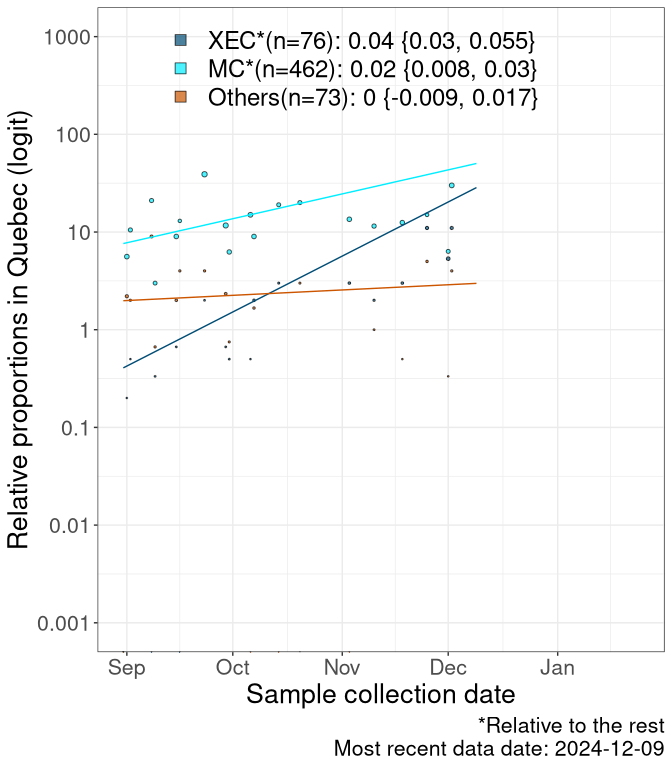 XEC*(n=76): 0.04 {0.03, 0.055}
MC*(n=462): 0.02 {0.008, 0.03}
Others(n=73): 0 {-0.009, 0.017}
Relative proportions in Quebec (logit)
1000
100
10
1
0.1
0.01
0.001
Sep Oct Nov Dec Jan
Sample collection date
*Relative to the rest
Most recent data date: 2024-12-09